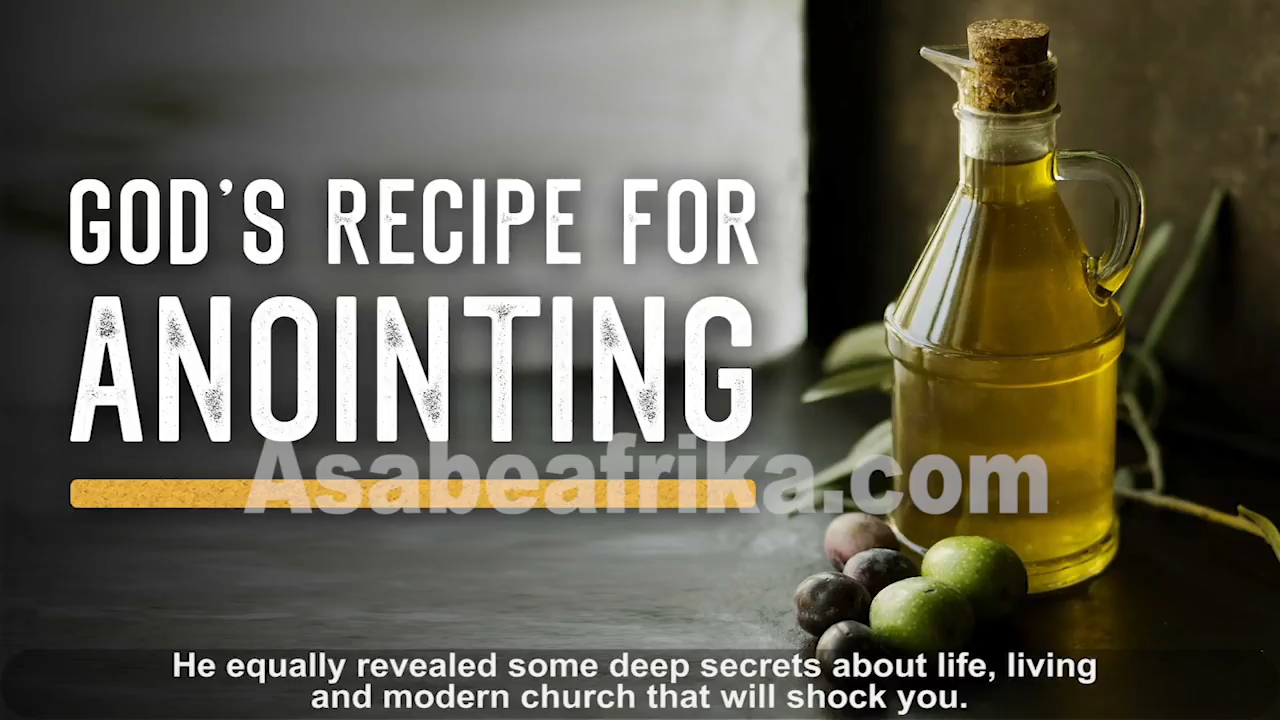 GOD'S RECIPE FOR
ANOINTING
Asabeafrika.com
He equally revealed some deep secrets about life, living
and modern church that will shock you.